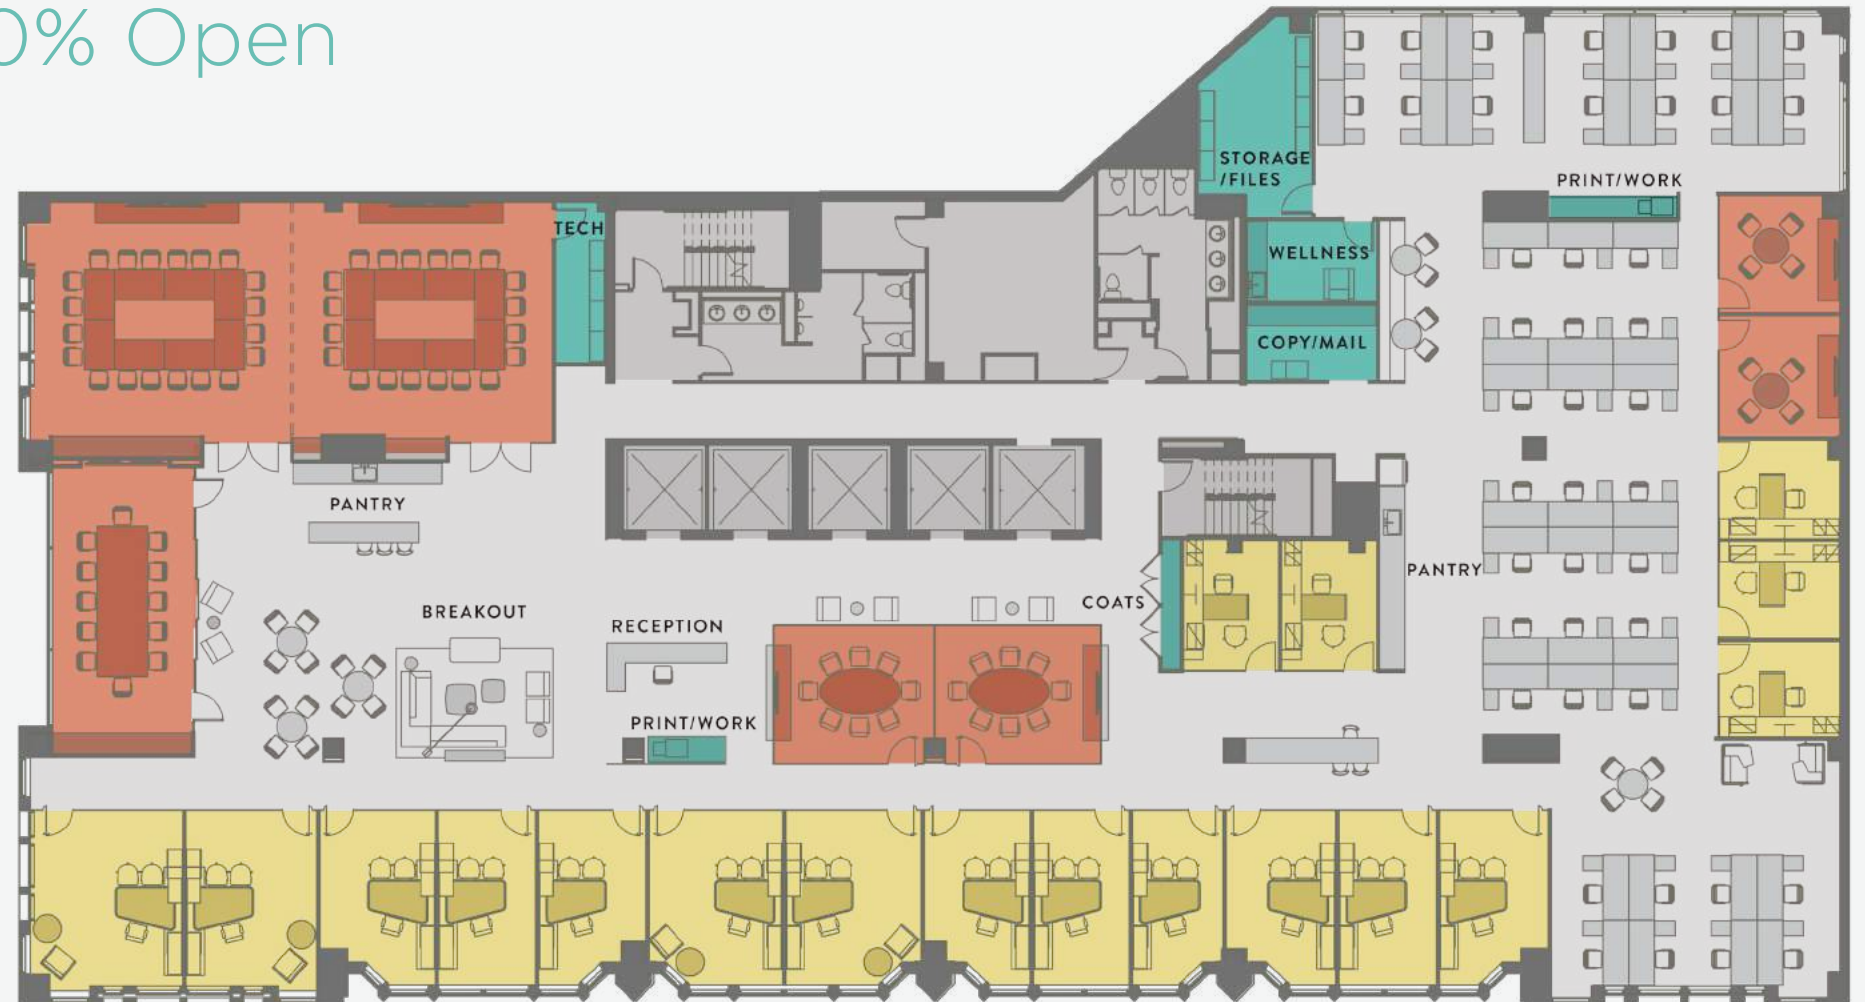 0% Open
STORAGE
/FILES
PRINT/WORK
TECH
WELLNESS
COPY/MAIL
PANTRY
PANTRY
COATS
BREAKOUT
RECEPTION
PRINT/WORK